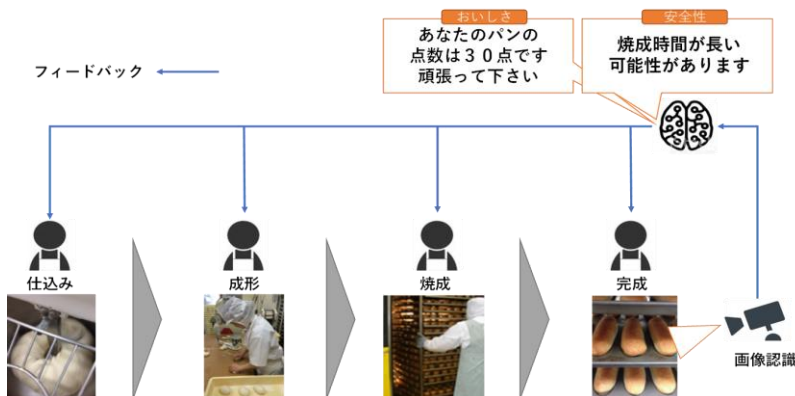 おいしさ
あなたのパンの
点数は３０点です
頑張って下さい
安全性
焼成時間が長い
可能性があります
フィードバック
仕込み
成形
焼成
完成
画像認識